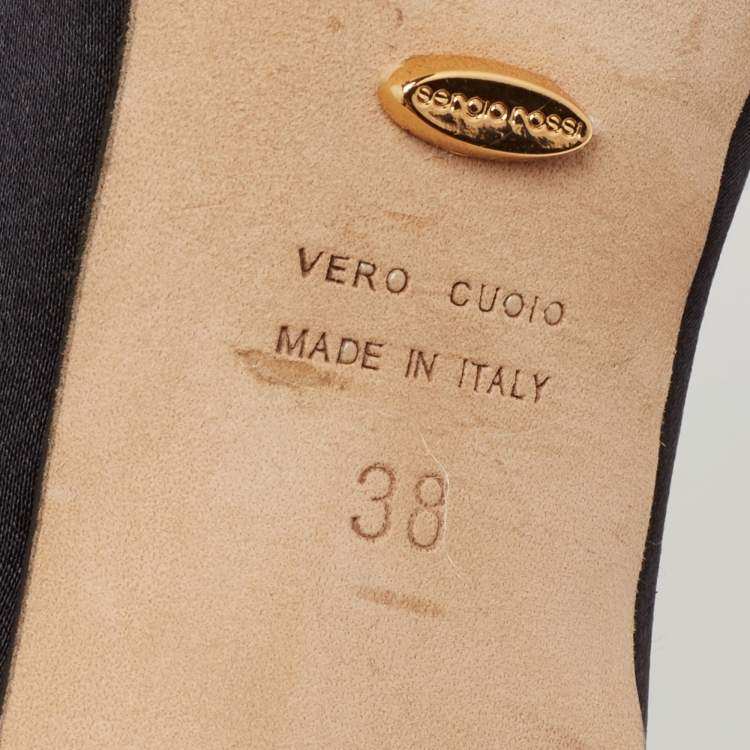 sergio rossi
VERO CUOIO
MADE IN ITALY
38